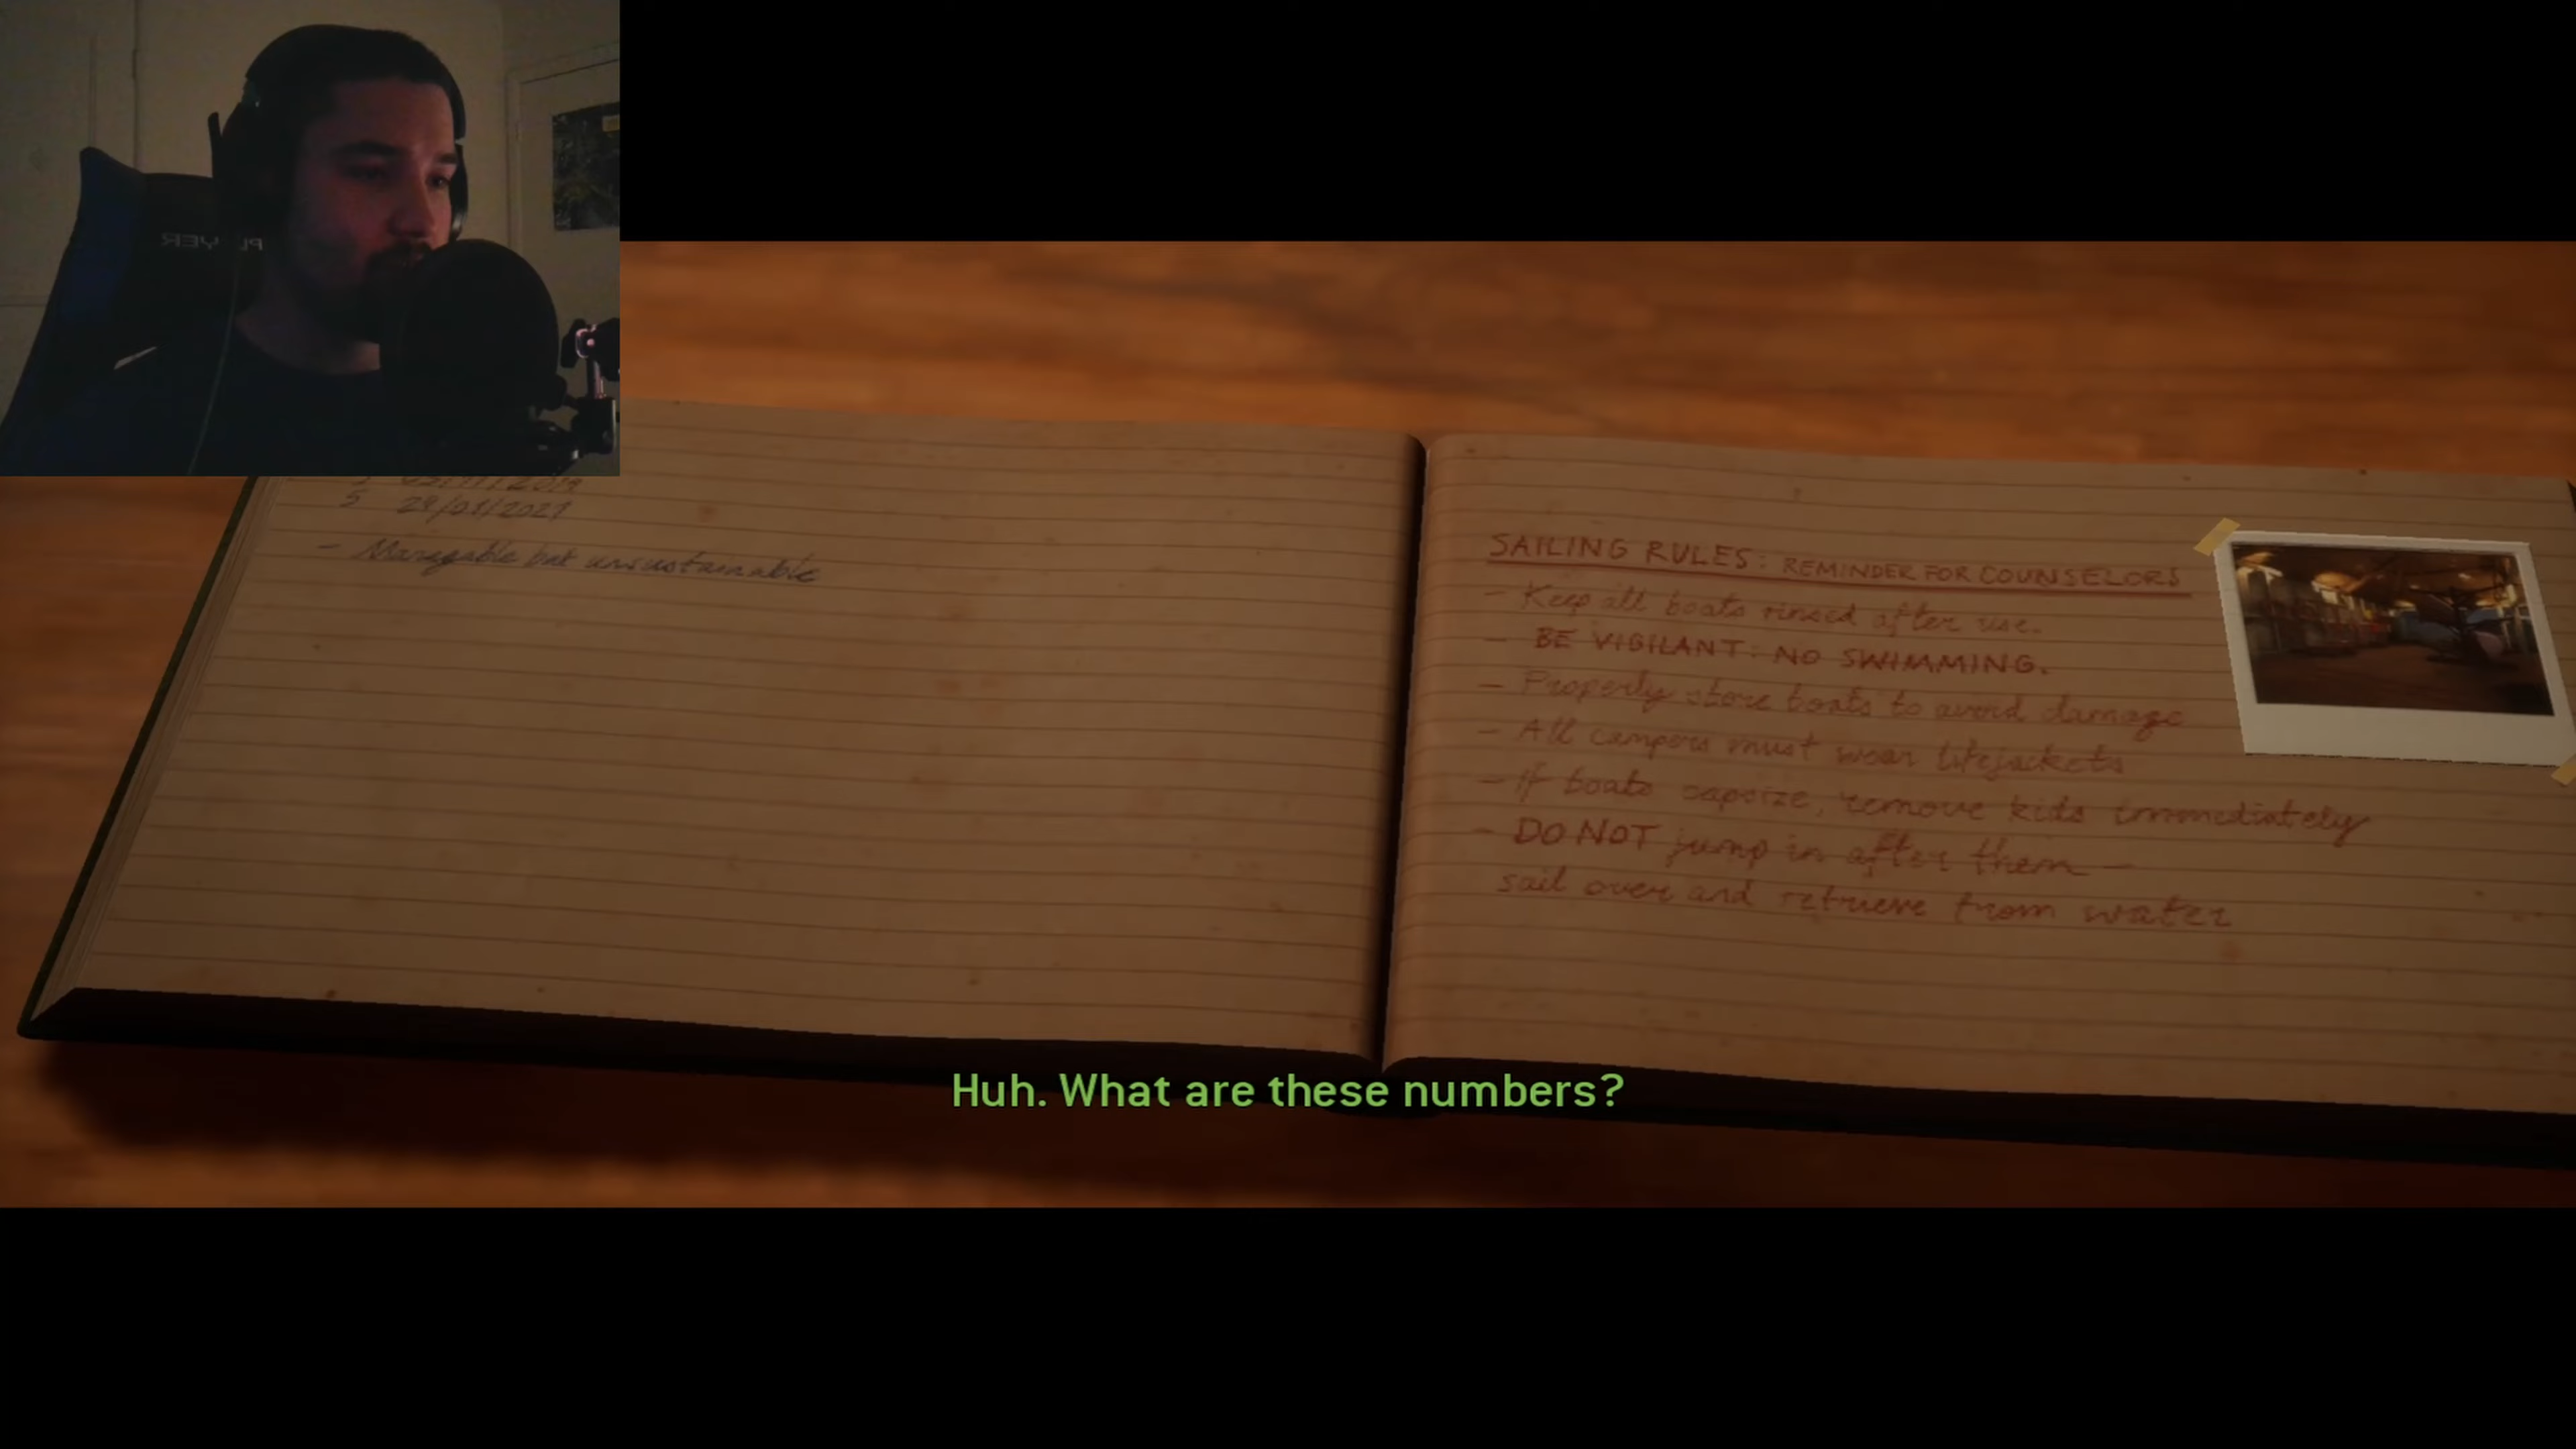 PLAYER
5 29/01/2021
- Manegable but unsustainable
SAILING RULES: REMINDER FOR COUNSELORS
- Keep all boats rinsed after use.
- BE VIGILANT: NO SWIMMING.
- Properly store boats to avoid damage
- All campers must wear lifejackets
- If boats capsize, remove kids immediately
- DO NOT jump in after them -
sail over and retrieve from water
Huh. What are these numbers?